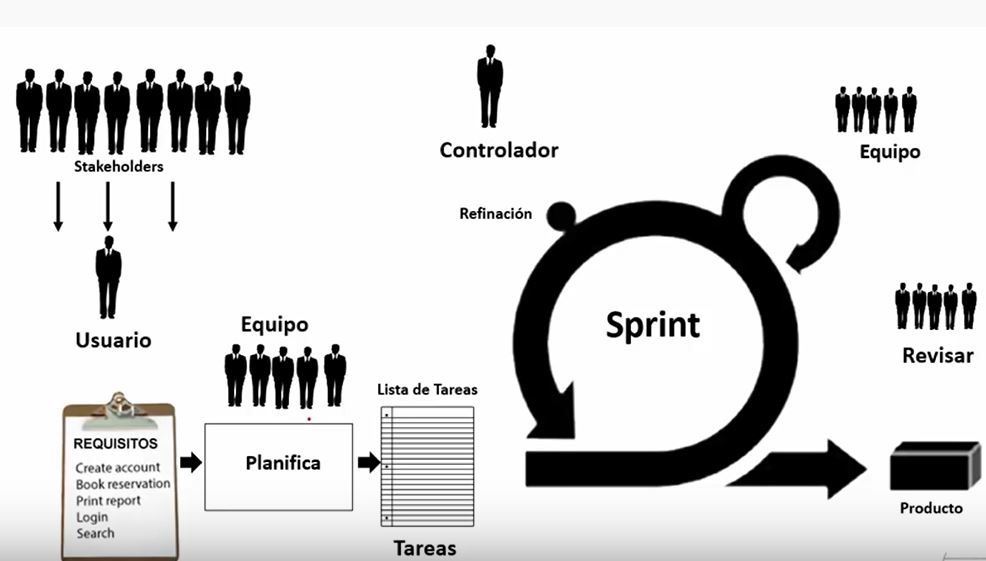 Stakeholders
Usuario
REQUISITOS
Create account
Book reservation
Print report
Login
Search
Equipo
Planifica
Lista de Tareas
Tareas
Controlador
Refinación
Sprint
Equipo
Revisar
Producto